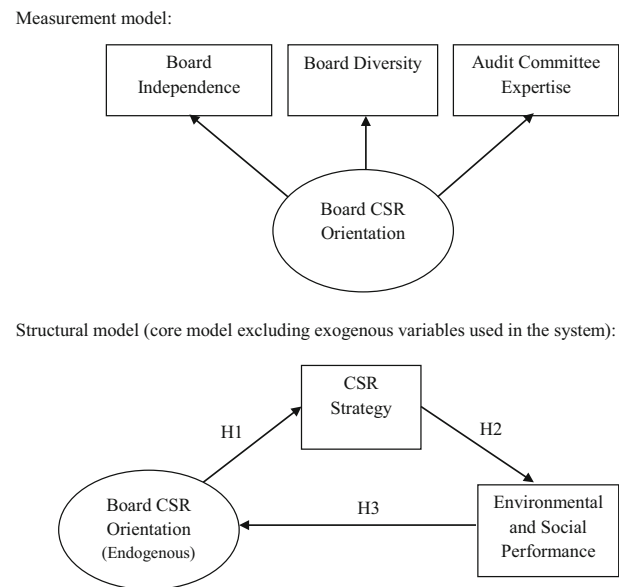 Measurement model:
Board
Independence
Board Diversity
Audit Committee
Expertise
Board CSR
Orientation
Structural model (core model excluding exogenous variables used in the system):
CSR
Strategy
H1
H2
Board CSR
Orientation
(Endogenous)
H3
Environmental
and Social
Performance